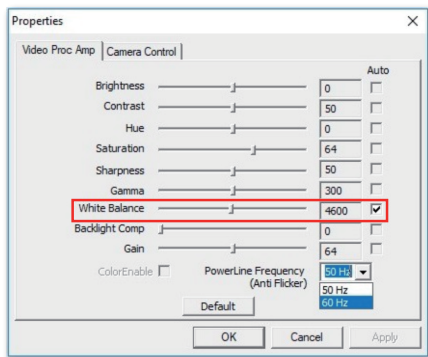 Properties
Video Proc Amp Camera Control
Auto
Brightness 0
Contrast 50
Hue 0
Saturation 64
Sharpness 50
Gamma 300
White Balance 4600
Backlight Comp 0
Gain 64
ColorEnable PowerLine Frequency 50 Hz
(Anti Flicker) 50 Hz
60 Hz
Default
OK Cancel Apply